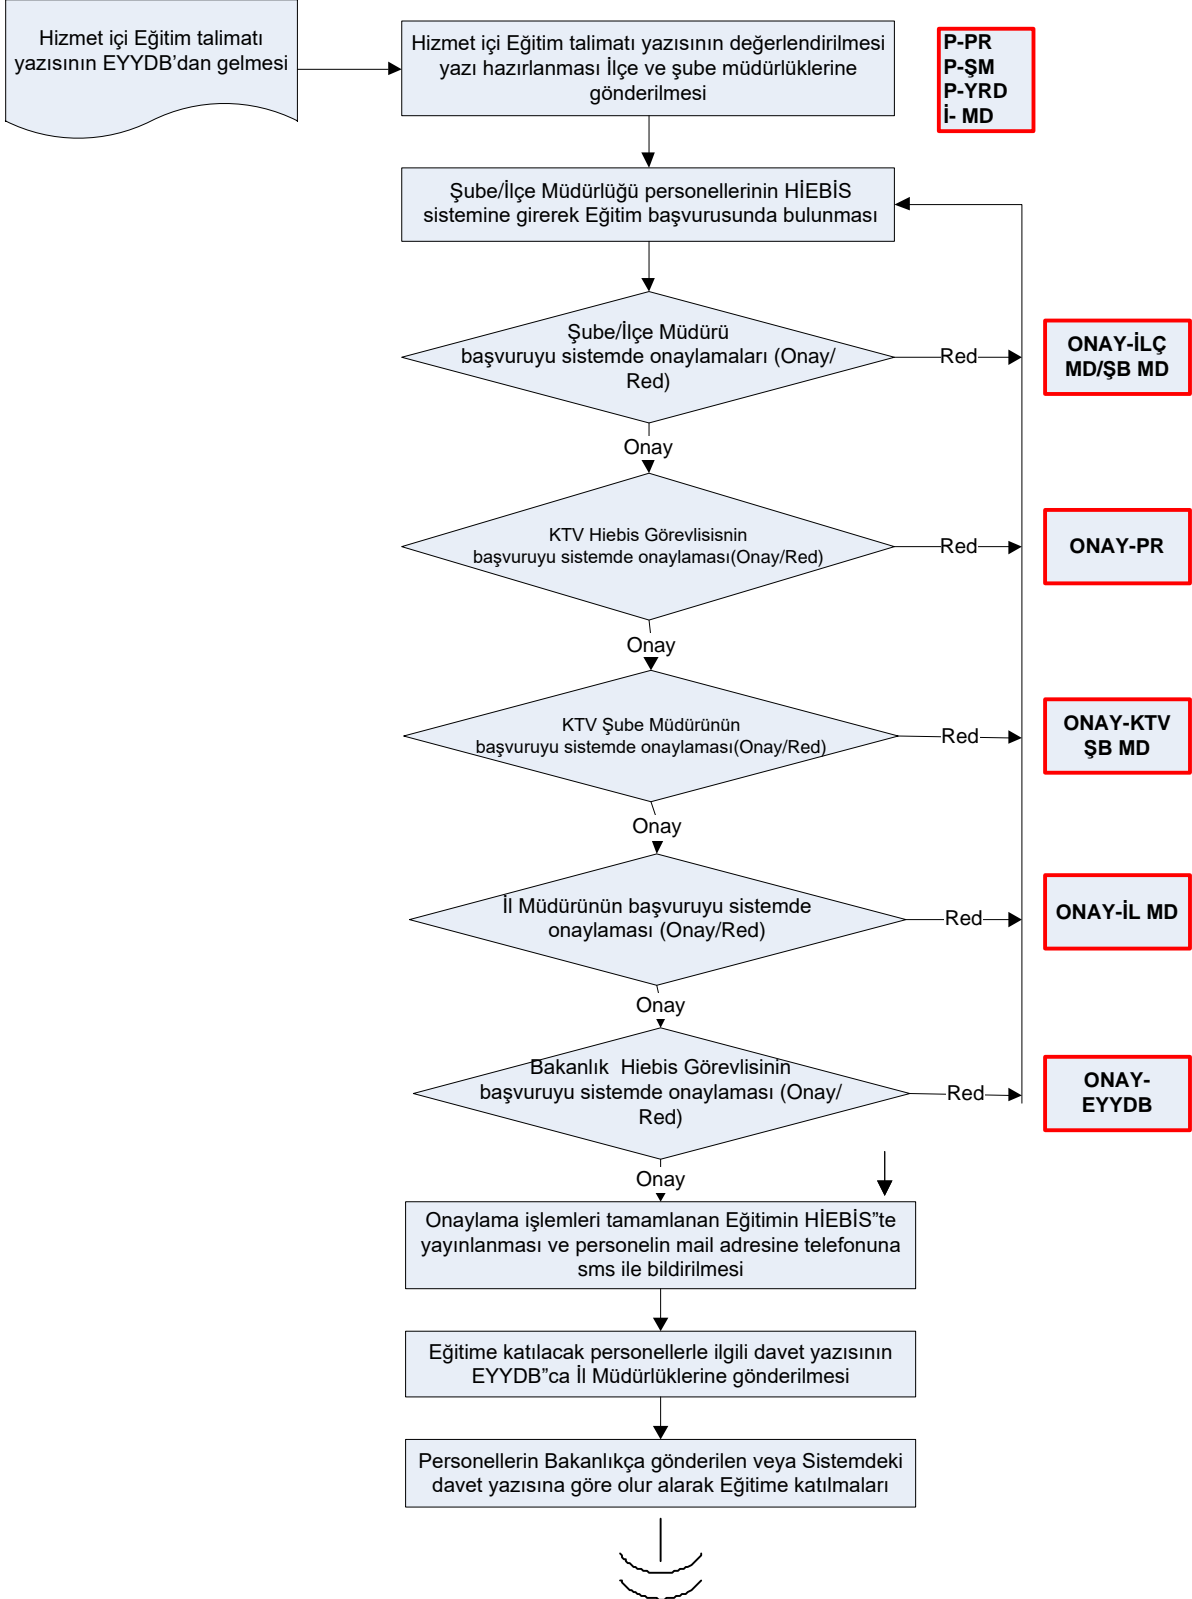 Hizmet içi Eğitim talimatı
yazısının EYYDB’dan gelmesi
Hizmet içi Eğitim talimatı yazısının değerlendirilmesi
yazı hazırlanması İlçe ve şube müdürlüklerine
gönderilmesi
P-PR
P-ŞM
P-YRD
İ- MD
Şube/İlçe Müdürlüğü personellerinin HİEBİS
sistemine girerek Eğitim başvurusunda bulunması
Şube/İlçe Müdürü
başvuruyu sistemde onaylamaları (Onay/
Red)
Red
ONAY-İLÇ
MD/ŞB MD
Onay
KTV Hiebis Görevlisisnin
başvuruyu sistemde onaylaması(Onay/Red)
Red
ONAY-PR
Onay
KTV Şube Müdürünün
başvuruyu sistemde onaylaması(Onay/Red)
Red
ONAY-KTV
ŞB MD
Onay
İl Müdürünün başvuruyu sistemde
onaylaması (Onay/Red)
Red
ONAY-İL MD
Onay
Bakanlık  Hiebis Görevlisinin
başvuruyu sistemde onaylaması (Onay/
Red)
Red
ONAY-
EYYDB
Onay
Onaylama işlemleri tamamlanan Eğitimin HİEBİS”te
yayınlanması ve personelin mail adresine telefonuna
sms ile bildirilmesi
Eğitime katılacak personellerle ilgili davet yazısının
EYYDB”ca İl Müdürlüklerine gönderilmesi
Personellerin Bakanlıkça gönderilen veya Sistemdeki
davet yazısına göre olur alarak Eğitime katılmaları